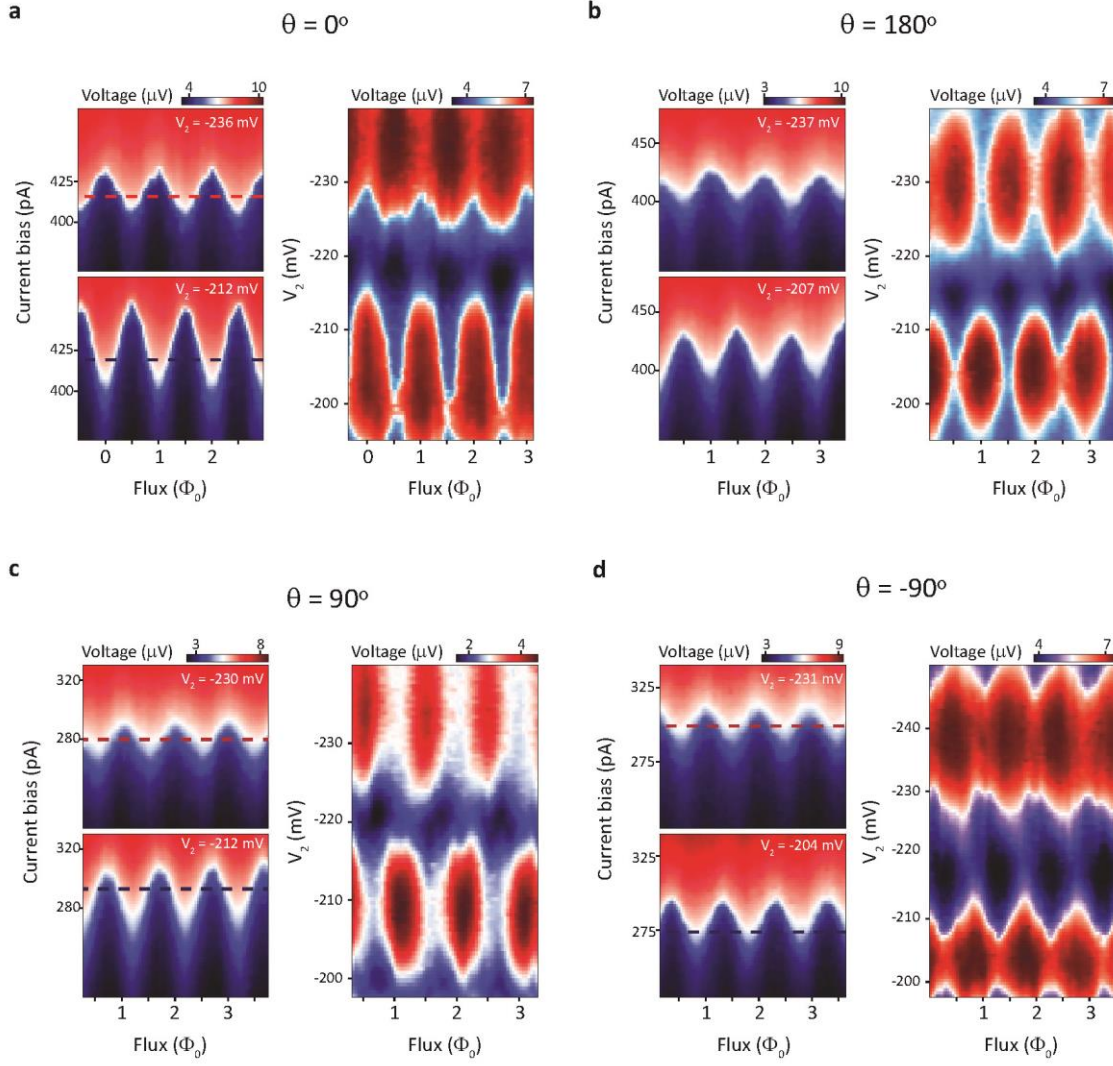 a
θ = 0°
Voltage (μV) 4 10
V₂ = -236 mV
425
400
V₂ = -212 mV
425
400
Current bias (pA)
0 1 2
Flux (Φ₀)
Voltage (μV) 4 7
V₂ (mV)
-230
-220
-210
-200
0 1 2 3
Flux (Φ₀)
b
θ = 180°
Voltage (μV) 3 10
V₂ = -237 mV
450
400
V₂ = -207 mV
450
400
Current bias (pA)
1 2 3
Flux (Φ₀)
Voltage (μV) 4 7
V₂ (mV)
-230
-220
-210
-200
1 2 3
Flux (Φ₀)
c
θ = 90°
Voltage (μV) 3 8
V₂ = -230 mV
320
280
V₂ = -212 mV
320
280
Current bias (pA)
1 2 3
Flux (Φ₀)
Voltage (μV) 2 4
V₂ (mV)
-230
-220
-210
-200
1 2 3
Flux (Φ₀)
d
θ = -90°
Voltage (μV) 3 9
V₂ = -231 mV
325
275
V₂ = -204 mV
325
275
Current bias (pA)
1 2 3
Flux (Φ₀)
Voltage (μV) 4 7
V₂ (mV)
-240
-230
-220
-210
-200
1 2 3
Flux (Φ₀)